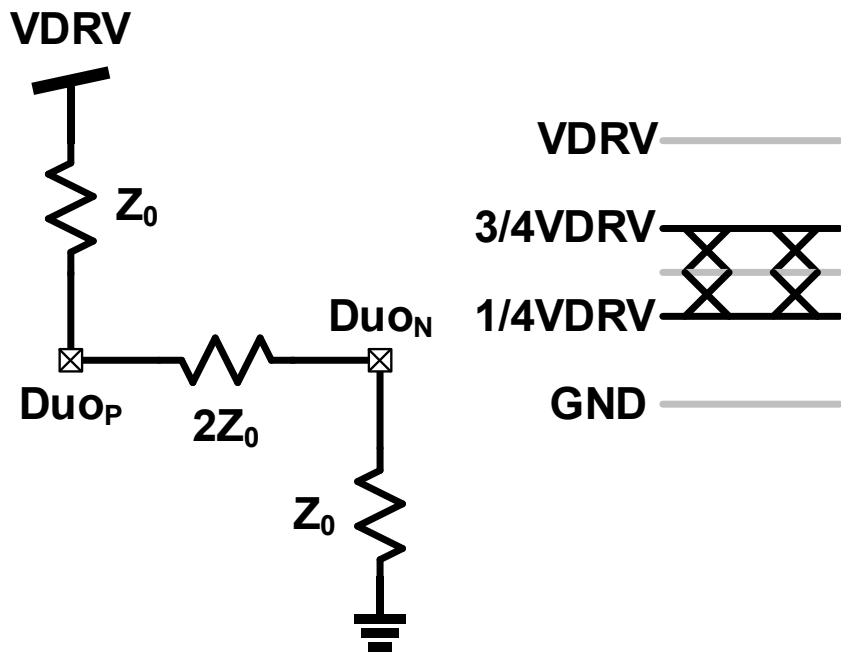 VDRV
Z0
DuoP
2Z0
DuoN
Z0
VDRV
3/4VDRV
1/4VDRV
GND